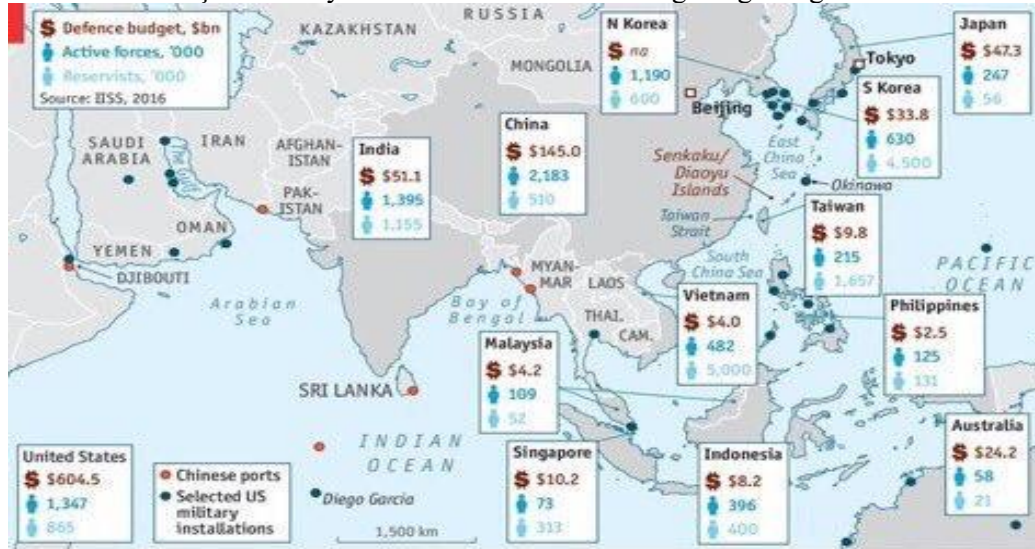 $ Defence budget, $bn
Active forces, '000
Reservists, '000
Source: IISS, 2016
RUSSIA
KAZAKHSTAN
MONGOLIA
N Korea
$ na
1,190
600
Japan
$ $47.3
247
56
Tokyo
Beijing
S Korea
$ $33.8
630
4,500
East
China
Sea
Senkaku/
Diaoyu
Islands
Okinawa
SAUDI
ARABIA
The Gulf
IRAN
AFGHAN-
ISTAN
PAK-
ISTAN
India
$ $51.1
1,395
1,155
China
$ $145.0
2,183
510
Taiwan
Strait
Taiwan
$ $9.8
215
1,657
OMAN
YEMEN
DJIBOUTI
Arabian
Sea
Bay of
Bengal
MYAN-
MAR
LAOS
THAI.
CAM.
South
China Sea
PACIFIC
OCEAN
Vietnam
$ $4.0
482
5,000
Philippines
$ $2.5
125
131
Malaysia
$ $4.2
109
52
SRI LANKA
INDIAN
OCEAN
Diego Garcia
1,500 km
United States
$ $604.5
1,347
865
Chinese ports
Selected US
military
installations
Singapore
$ $10.2
73
313
Indonesia
$ $8.2
396
400
Australia
$ $24.2
58
21